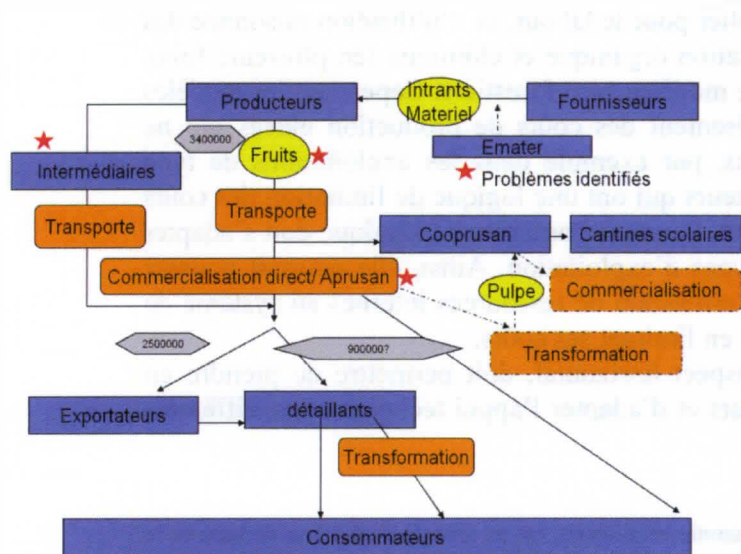 Producteurs
Intrants
Materiel
Fournisseurs
3400000
Fruits
Emater
Problèmes identifiés
Intermédiaires
Transporte
Transporte
Cooprusan
Cantines scolaires
Commercialisation direct/ Aprusan
Pulpe
Commercialisation
2500000
900000?
Transformation
Exportateurs
détaillants
Transformation
Consommateurs